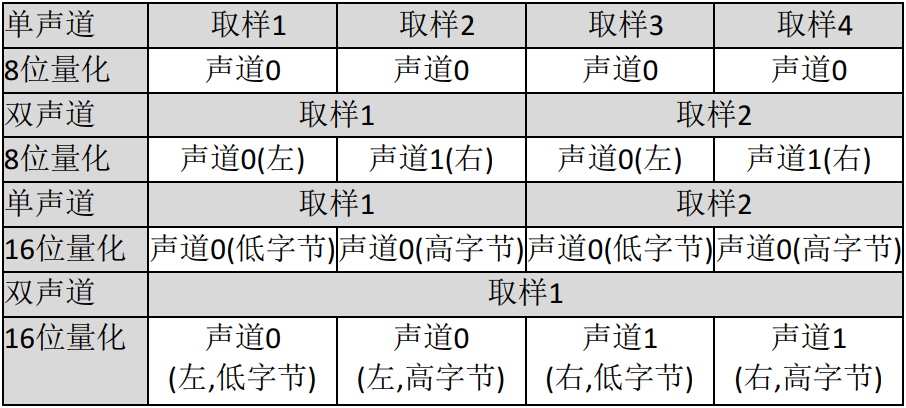 单声道 取样1 取样2 取样3 取样4
8位量化 声道0 声道0 声道0 声道0
双声道 取样1 取样2
8位量化 声道0(左) 声道1(右) 声道0(左) 声道1(右)
单声道 取样1 取样2
16位量化 声道0(低字节) 声道0(高字节) 声道0(低字节) 声道0(高字节)
双声道 取样1
16位量化 声道0 声道0 声道1 声道1
(左,低字节) (左,高字节) (右,低字节) (右,高字节)